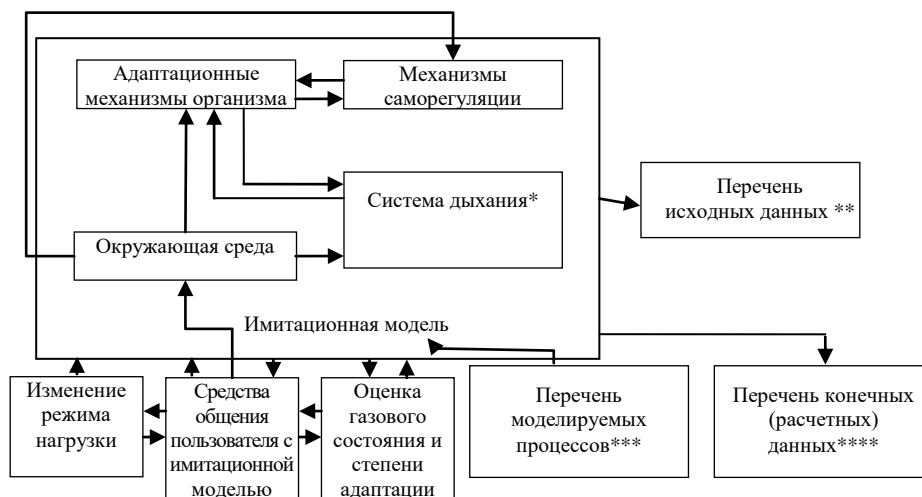 Адаптационные
механизмы организма
Механизмы
саморегуляции
Система дыхания*
Перечень
исходных данных **
Окружающая среда
Имитационная модель
Изменение
режима
нагрузки
Средства
общения
пользователя с
имитационной
моделью
Оценка
газового
состояния и
степени
адаптации
Перечень
моделируемых
процессов***
Перечень конечных
(расчетных)
данных****